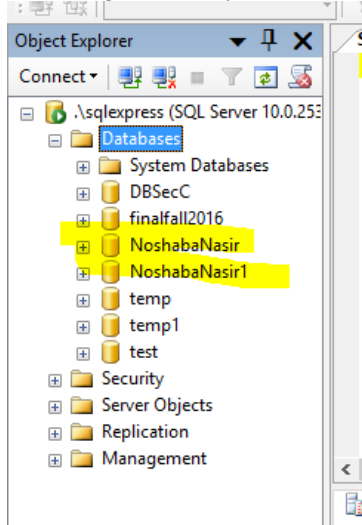 Object Explorer
Connect
.\sqlexpress (SQL Server 10.0.253
Databases
System Databases
DBSecC
finalfall2016
NoshabaNasir
NoshabaNasir1
temp
temp1
test
Security
Server Objects
Replication
Management